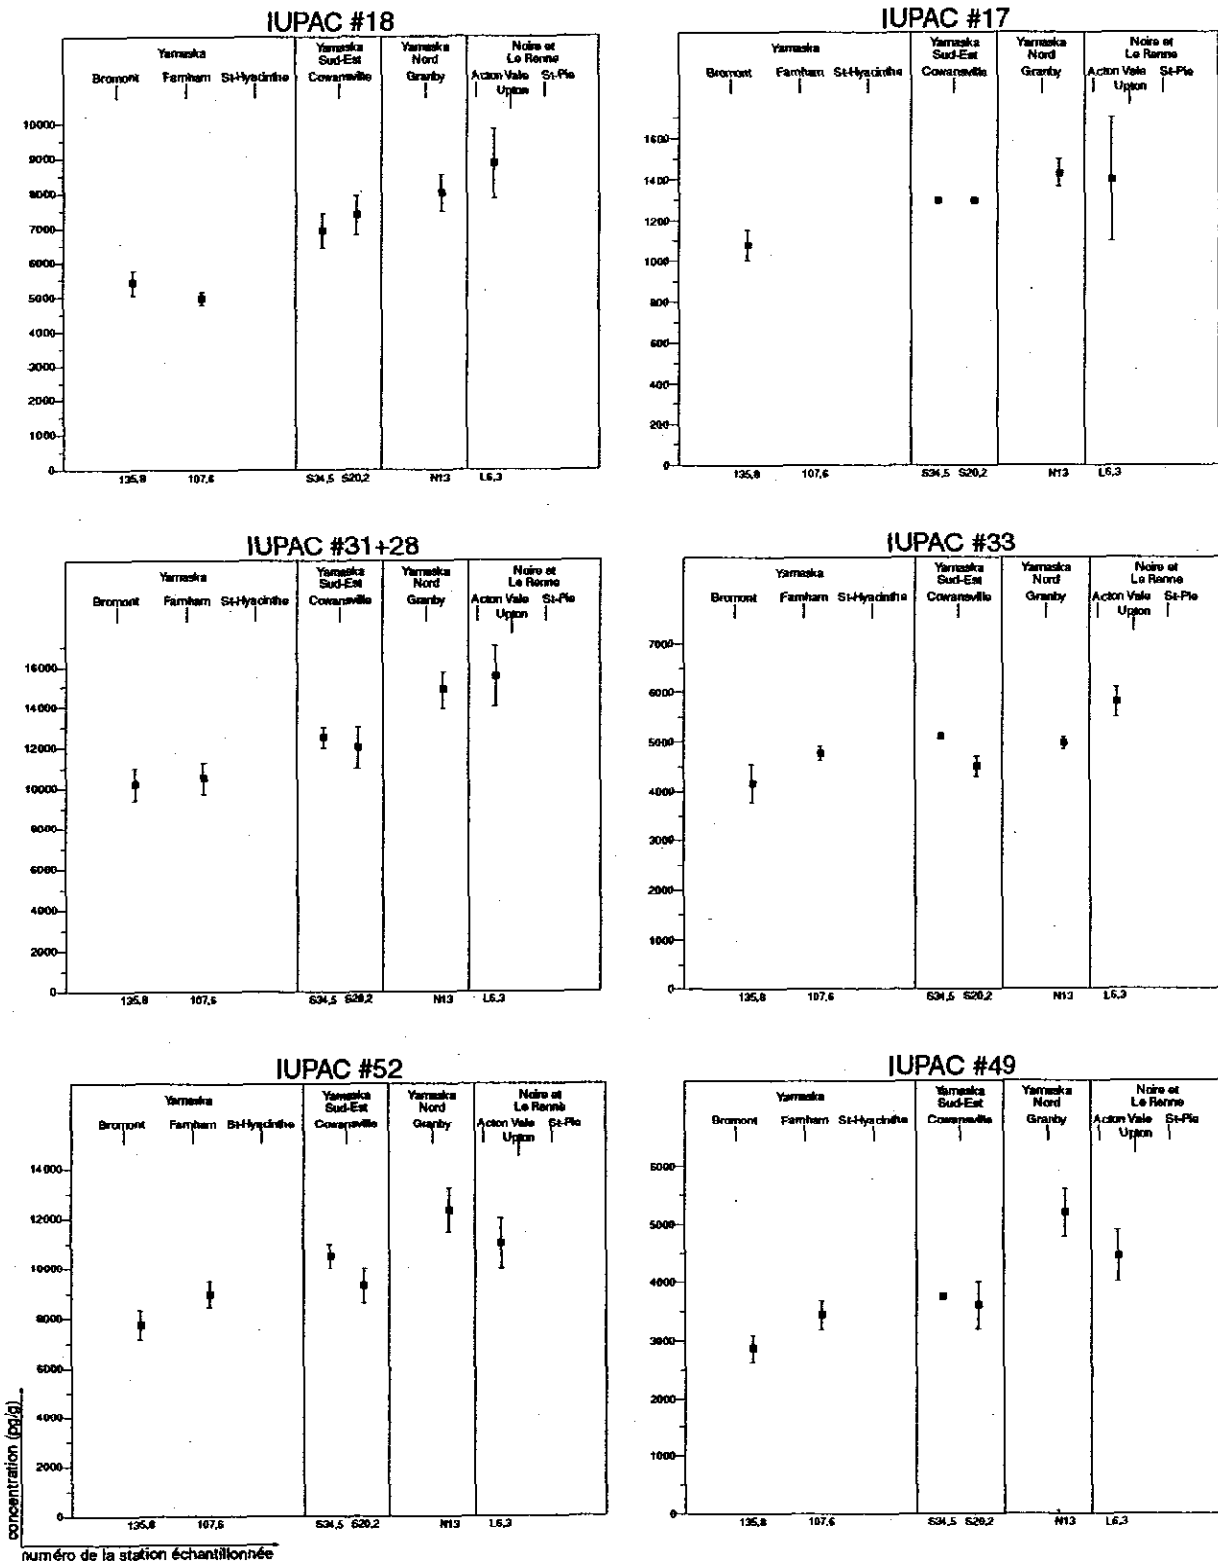 IUPAC #18
Yamaska
Yamaska
Sud-Est
Yamaska
Nord
Noire et
Le Renne
Bromont Farnham St-Hyacinthe Cowansville Granby Acton Vale St-Pie
Upton
10000
9000
8000
7000
6000
5000
4000
3000
2000
1000
0
135,8 107,6 S34,5 S20,2 N13 L6,3
IUPAC #17
Yamaska
Yamaska
Sud-Est
Yamaska
Nord
Noire et
Le Renne
Bromont Farnham St-Hyacinthe Cowansville Granby Acton Vale St-Pie
Upton
1600
1400
1200
1000
800
600
400
200
0
135,8 107,6 S34,5 S20,2 N13 L6,3
IUPAC #31+28
Yamaska
Yamaska
Sud-Est
Yamaska
Nord
Noire et
Le Renne
Bromont Farnham St-Hyacinthe Cowansville Granby Acton Vale St-Pie
Upton
16000
14000
12000
10000
8000
6000
4000
2000
0
135,8 107,6 S34,5 S20,2 N13 L6,3
IUPAC #33
Yamaska
Yamaska
Sud-Est
Yamaska
Nord
Noire et
Le Renne
Bromont Farnham St-Hyacinthe Cowansville Granby Acton Vale St-Pie
Upton
7000
6000
5000
4000
3000
2000
1000
0
135,8 107,6 S34,5 S20,2 N13 L6,3
IUPAC #52
Yamaska
Yamaska
Sud-Est
Yamaska
Nord
Noire et
Le Renne
Bromont Farnham St-Hyacinthe Cowansville Granby Acton Vale St-Pie
Upton
14000
12000
10000
8000
6000
4000
2000
0
135,8 107,6 S34,5 S20,2 N13 L6,3
concentration (pg/g)
numéro de la station échantillonnée
IUPAC #49
Yamaska
Yamaska
Sud-Est
Yamaska
Nord
Noire et
Le Renne
Bromont Farnham St-Hyacinthe Cowansville Granby Acton Vale St-Pie
Upton
6000
5000
4000
3000
2000
1000
0
135,8 107,6 S34,5 S20,2 N13 L6,3